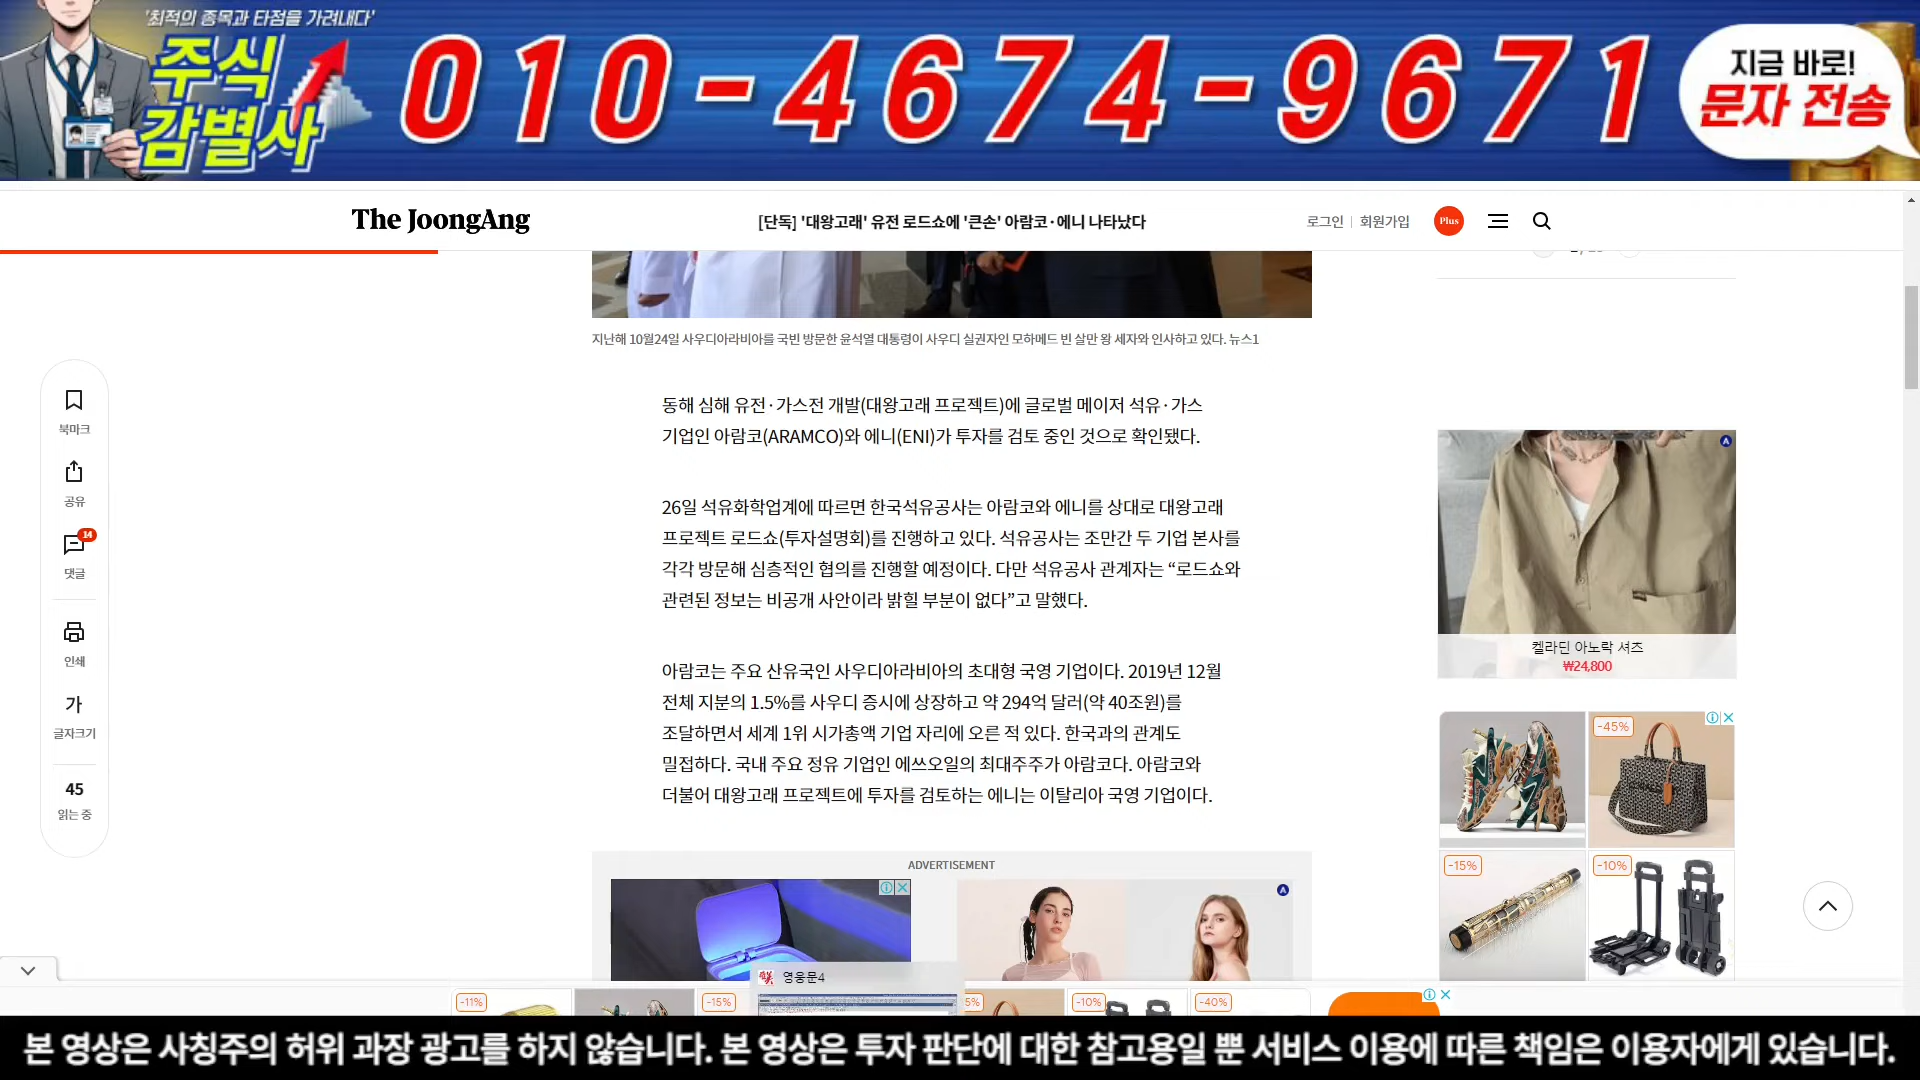 '최적의 종목과 타점을 가려내다'
주식
감별사
010-4674-9671
지금 바로!
문자 전송
The JoongAng
[단독] '대왕고래' 유전 로드쇼에 '큰손' 아람코·에니 나타났다
로그인 | 회원가입
Plus
지난해 10월24일 사우디아라비아를 국빈 방문한 윤석열 대통령이 사우디 실권자인 모하메드 빈 살만 왕 세자와 인사하고 있다. 뉴스1
북마크
공유
14
댓글
인쇄
가
글자크기
45
읽는 중
동해 심해 유전·가스전 개발(대왕고래 프로젝트)에 글로벌 메이저 석유·가스
기업인 아람코(ARAMCO)와 에니(ENI)가 투자를 검토 중인 것으로 확인됐다.
26일 석유화학업계에 따르면 한국석유공사는 아람코와 에니를 상대로 대왕고래
프로젝트 로드쇼(투자설명회)를 진행하고 있다. 석유공사는 조만간 두 기업 본사를
각각 방문해 심층적인 협의를 진행할 예정이다. 다만 석유공사 관계자는 “로드쇼와
관련된 정보는 비공개 사안이라 밝힐 부분이 없다”고 말했다.
아람코는 주요 산유국인 사우디아라비아의 초대형 국영 기업이다. 2019년 12월
전체 지분의 1.5%를 사우디 증시에 상장하고 약 294억 달러(약 40조원)를
조달하면서 세계 1위 시가총액 기업 자리에 오른 적 있다. 한국과의 관계도
밀접하다. 국내 주요 정유 기업인 에쓰오일의 최대주주가 아람코다. 아람코와
더불어 대왕고래 프로젝트에 투자를 검토하는 에니는 이탈리아 국영 기업이다.
켈라딘 아노락 셔츠
₩24,800
-45%
-15%
-10%
ADVERTISEMENT
영웅문4
-11%
-15%
5%
-10%
-40%
본 영상은 사칭주의 허위 과장 광고를 하지 않습니다. 본 영상은 투자 판단에 대한 참고용일 뿐 서비스 이용에 따른 책임은 이용자에게 있습니다.